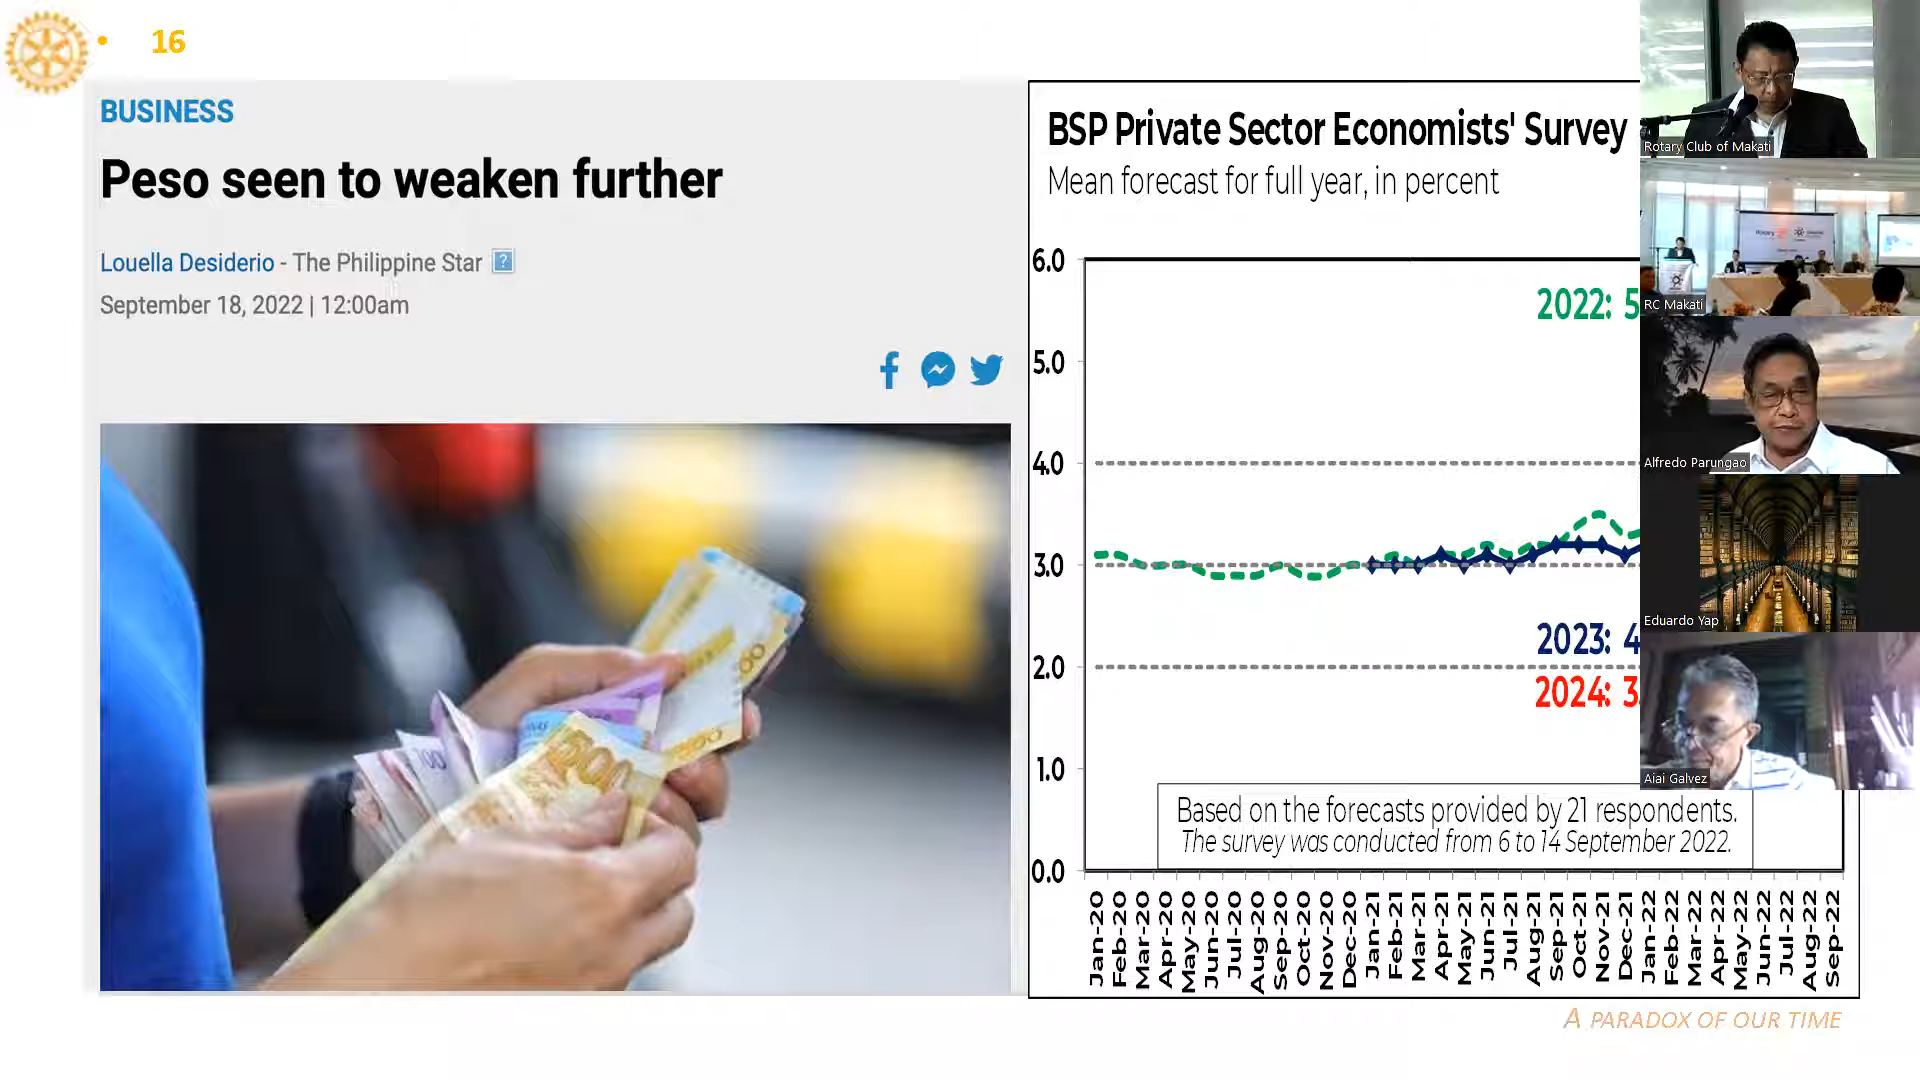 16
BUSINESS
Peso seen to weaken further
Louella Desiderio - The Philippine Star ?
September 18, 2022 | 12:00am
BSP Private Sector Economists' Survey
Mean forecast for full year, in percent
6.0
5.0
4.0
3.0
2.0
1.0
0.0
2022: 5
2023: 4
2024: 3
Based on the forecasts provided by 21 respondents.
The survey was conducted from 6 to 14 September 2022.
Jan-20
Feb-20
Mar-20
Apr-20
May-20
Jun-20
Jul-20
Aug-20
Sep-20
Oct-20
Nov-20
Dec-20
Jan-21
Feb-21
Mar-21
Apr-21
May-21
Jun-21
Jul-21
Aug-21
Sep-21
Oct-21
Nov-21
Dec-21
Jan-22
Feb-22
Mar-22
Apr-22
May-22
Jun-22
Jul-22
Aug-22
Sep-22
Rotary Club of Makati
Rotary
RC Makati
Alfredo Parungao
Eduardo Yap
Aiai Galvez
500
100
A PARADOX OF OUR TIME